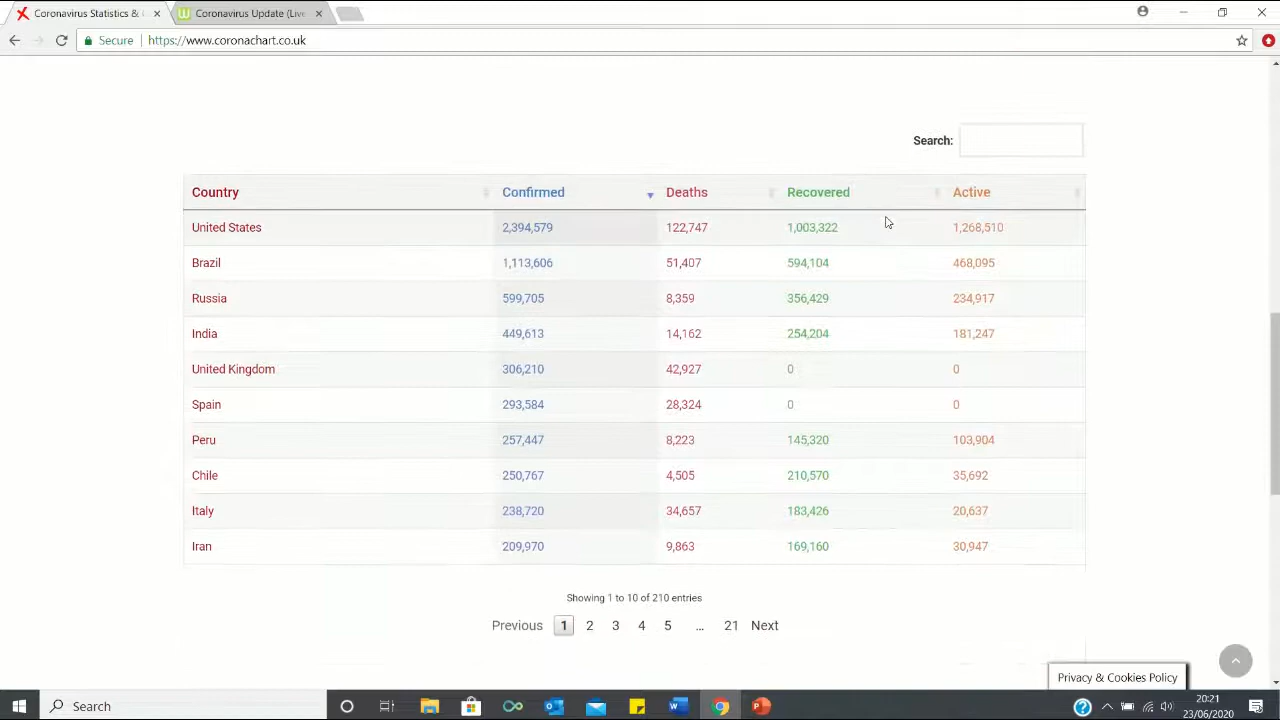 Coronavirus Statistics &
Coronavirus Update (Live
Secure
https://www.coronachart.co.uk
Search:
Country Confirmed Deaths Recovered Active
United States 2,394,579 122,747 1,003,322 1,268,510
Brazil 1,113,606 51,407 594,104 468,095
Russia 599,705 8,359 356,429 234,917
India 449,613 14,162 254,204 181,247
United Kingdom 306,210 42,927 0 0
Spain 293,584 28,324 0 0
Peru 257,447 8,223 145,320 103,904
Chile 250,767 4,505 210,570 35,692
Italy 238,720 34,657 183,426 20,637
Iran 209,970 9,863 169,160 30,947
Showing 1 to 10 of 210 entries
Previous 1 2 3 4 5 … 21 Next
Privacy & Cookies Policy
Search
20:21
23/06/2020